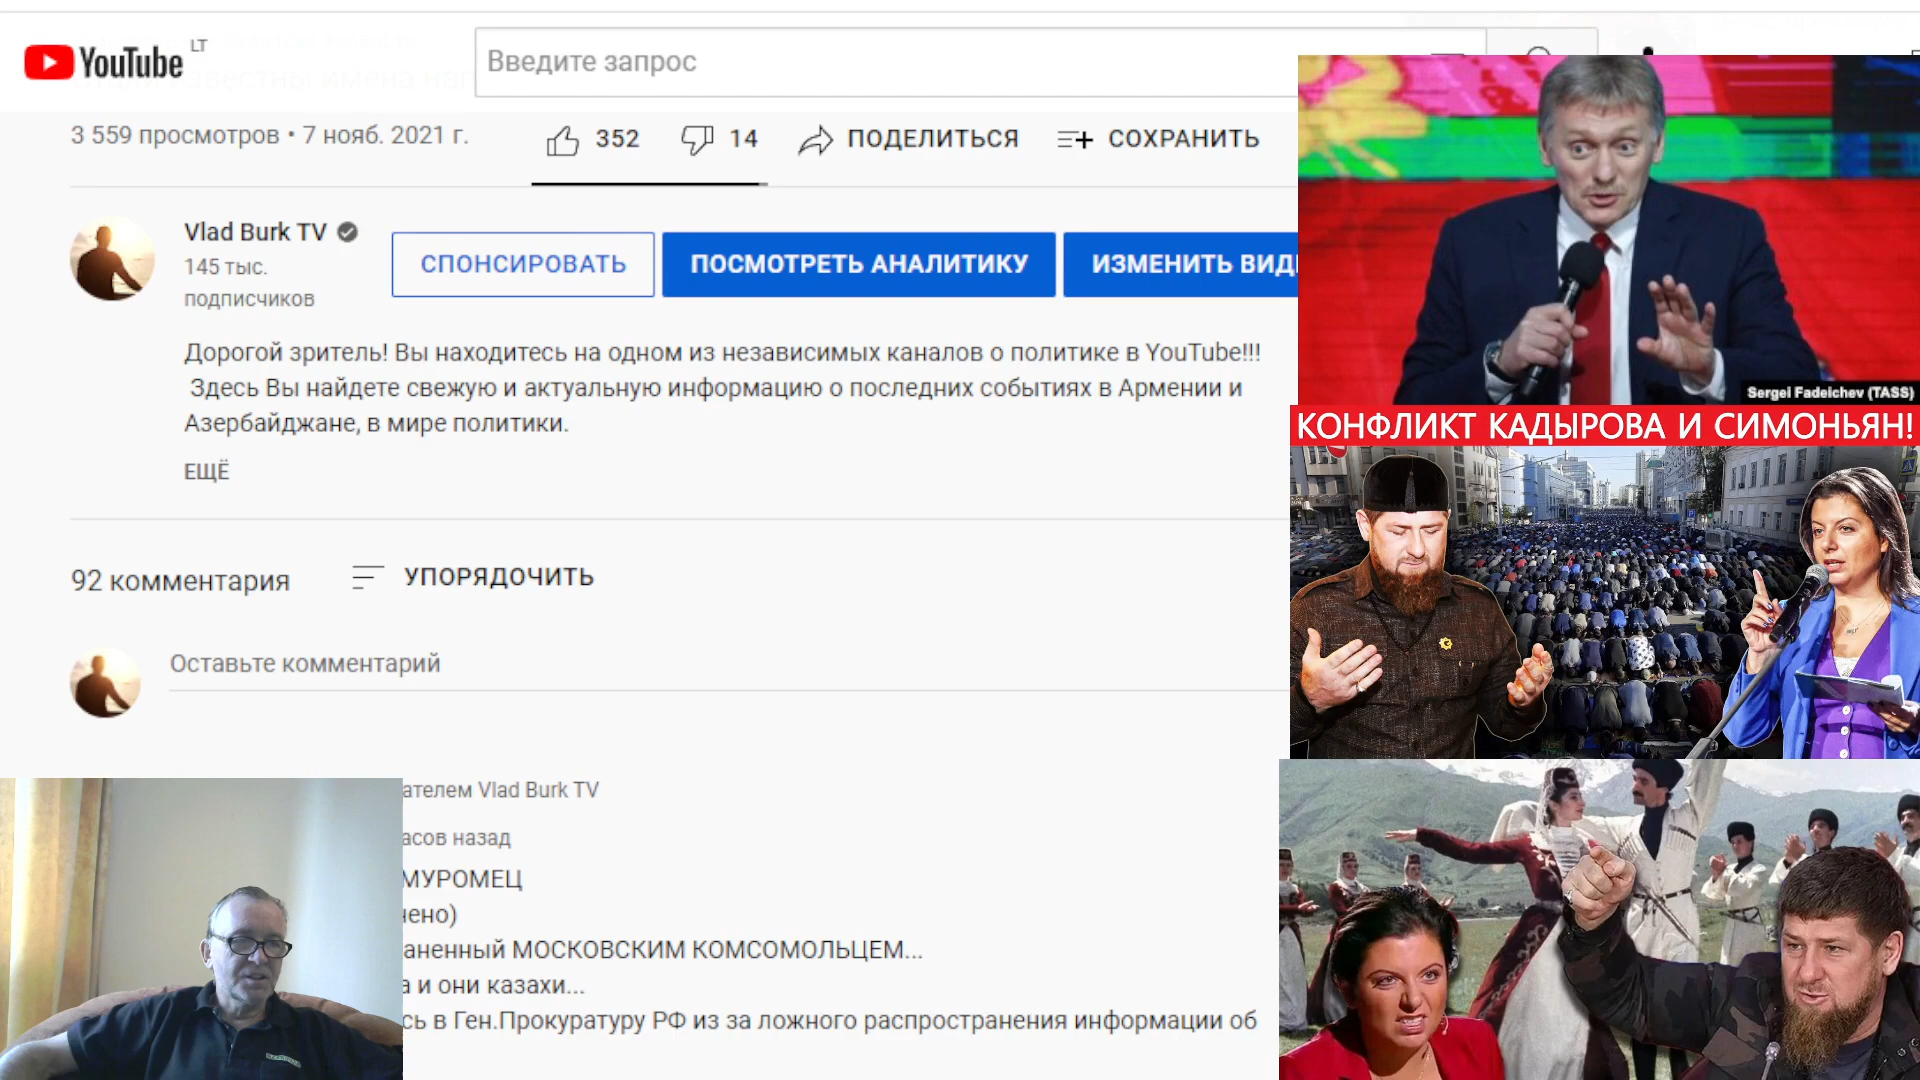 YouTube LT
Введите запрос
3 559 просмотров • 7 нояб. 2021 г.
352
14
ПОДЕЛИТЬСЯ
СОХРАНИТЬ
Vlad Burk TV
145 тыс.
подписчиков
СПОНСИРОВАТЬ
ПОСМОТРЕТЬ АНАЛИТИКУ
ИЗМЕНИТЬ ВИД
Дорогой зритель! Вы находитесь на одном из независимых каналов о политике в YouTube!!!
Здесь Вы найдете свежую и актуальную информацию о последних событиях в Армении и
Азербайджане, в мире политики.
ЕЩЁ
92 комментария
УПОРЯДОЧИТЬ
Оставьте комментарий
ателем Vlad Burk TV
асов назад
МУРОМЕЦ
ено)
аненный МОСКОВСКИМ КОМСОМОЛЬЦЕМ...
а и они казахи...
сь в Ген.Прокуратуру РФ из за ложного распространения информации об
Sergei Fadeichev (TASS)
КОНФЛИКТ КАДЫРОВА И СИМОНЬЯН!